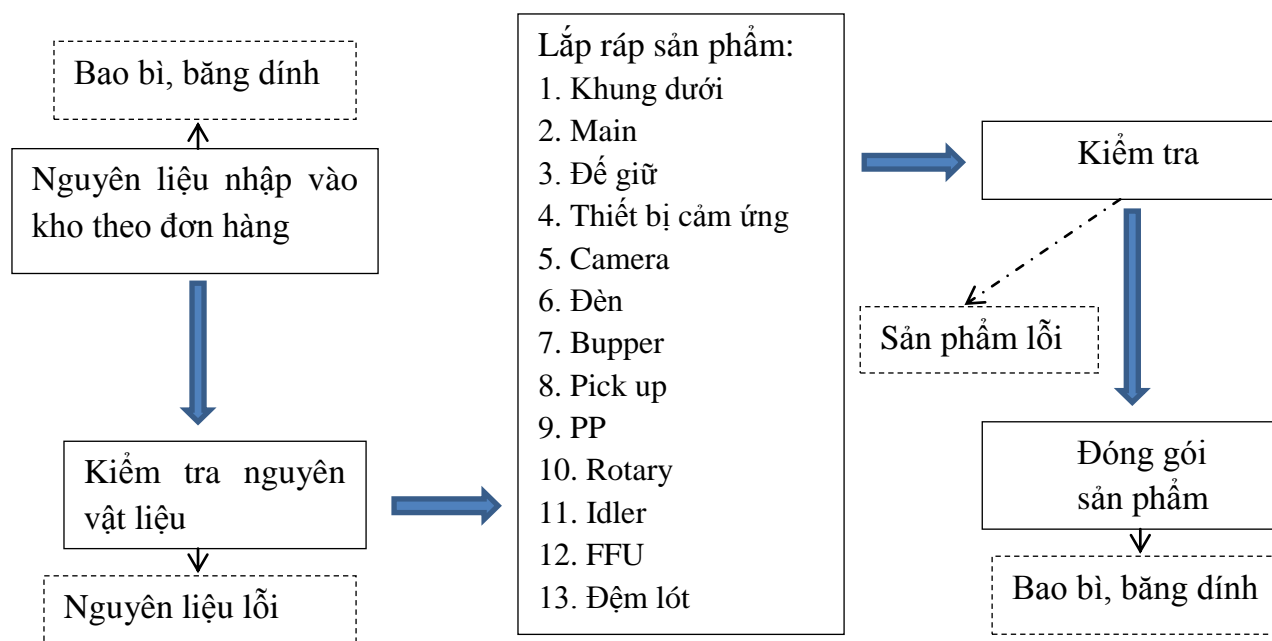 Bao bì, băng dính
Nguyên liệu nhập vào
kho theo đơn hàng
Kiểm tra nguyên
vật liệu
Nguyên liệu lỗi
Lắp ráp sản phẩm:
1. Khung dưới
2. Main
3. Đế giữ
4. Thiết bị cảm ứng
5. Camera
6. Đèn
7. Bupper
8. Pick up
9. PP
10. Rotary
11. Idler
12. FFU
13. Đệm lót
Kiểm tra
Sản phẩm lỗi
Đóng gói
sản phẩm
Bao bì, băng dính